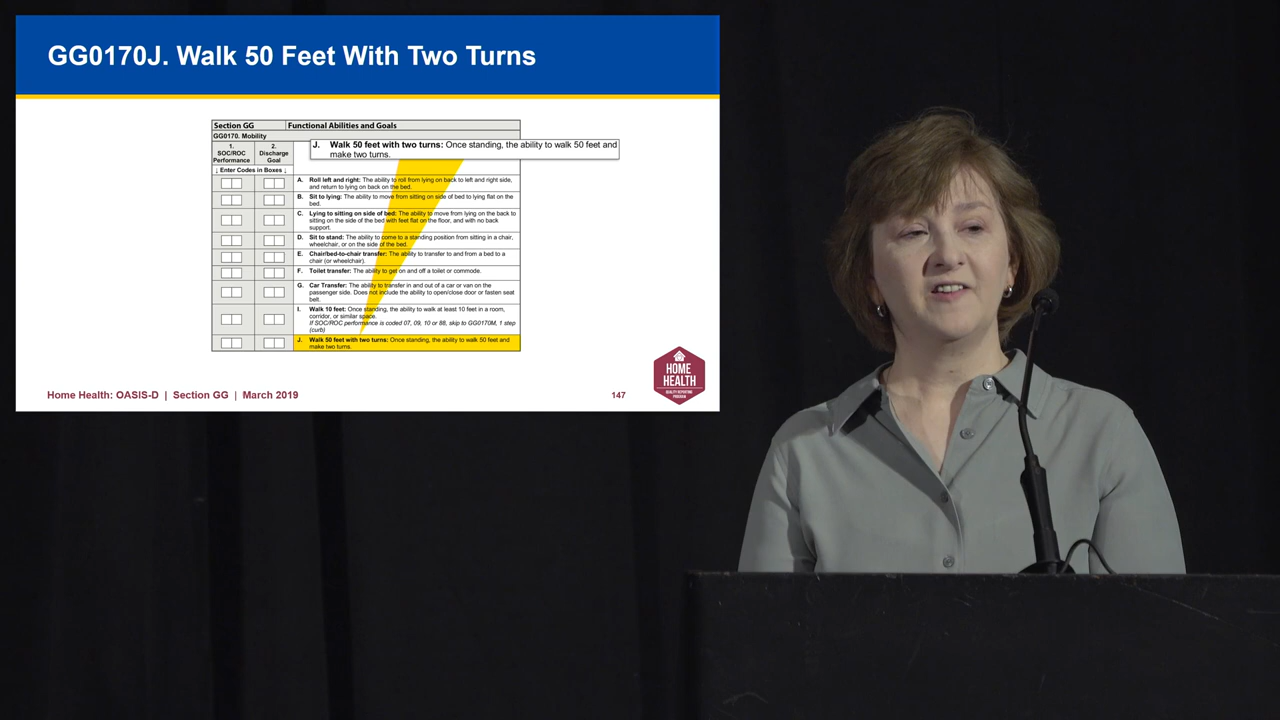 GG0170J. Walk 50 Feet With Two Turns
Section GG Functional Abilities and Goals
GG0170. Mobility
1.
SOC/ROC
Performance
2.
Discharge
Goal
↓ Enter Codes in Boxes ↓
J. Walk 50 feet with two turns: Once standing, the ability to walk 50 feet and
make two turns.
A. Roll left and right: The ability to roll from lying on back to left and right side,
and return to lying on back on the bed.
B. Sit to lying: The ability to move from sitting on side of bed to lying flat on the
bed.
C. Lying to sitting on side of bed: The ability to move from lying on the back to
sitting on the side of the bed with feet flat on the floor, and with no back
support.
D. Sit to stand: The ability to come to a standing position from sitting in a chair,
wheelchair, or on the side of the bed.
E. Chair/bed-to-chair transfer: The ability to transfer to and from a bed to a
chair (or wheelchair).
F. Toilet transfer: The ability to get on and off a toilet or commode.
G. Car Transfer: The ability to transfer in and out of a car or van on the
passenger side. Does not include the ability to open/close door or fasten seat
belt.
I. Walk 10 feet: Once standing, the ability to walk at least 10 feet in a room,
corridor, or similar space.
If SOC/ROC performance is coded 07, 09, 10 or 88, skip to GG0170M, 1 step
(curb)
J. Walk 50 feet with two turns: Once standing, the ability to walk 50 feet and
make two turns.
Home Health: OASIS-D | Section GG | March 2019
147
HOME
HEALTH
QUALITY REPORTING
PROGRAM